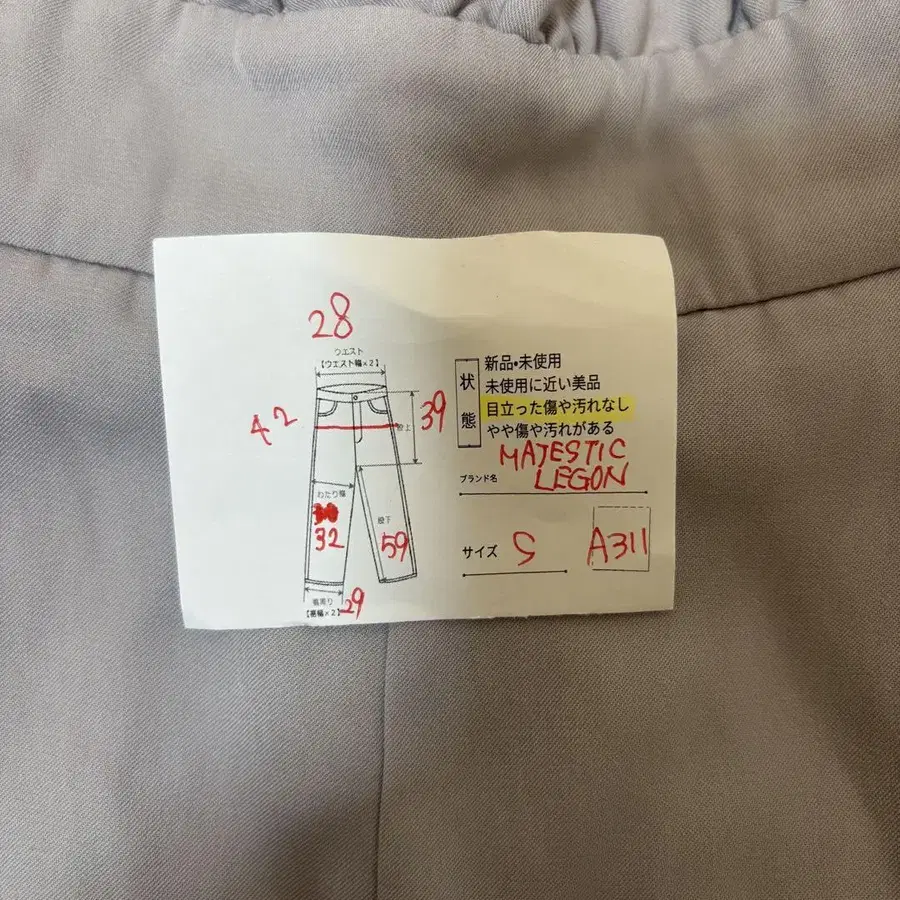 28
ウエスト
【ウエスト幅×2】
42
39
股上
わたり幅
32
股下
59
裾周り
【裾幅×2】
29
状態
新品・未使用
未使用に近い美品
目立った傷や汚れなし
やや傷や汚れがある
MAJESTIC
LEGON
ブランド名
サイズ
S
A311